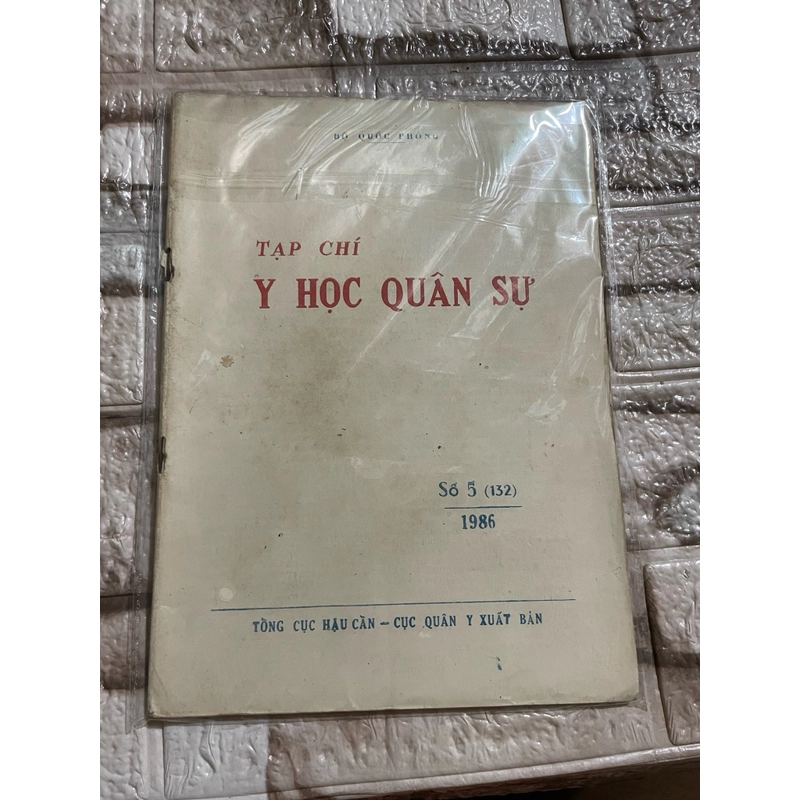 BỘ QUỐC PHÒNG
TẠP CHÍ
Y HỌC QUÂN SỰ
Số 5 (132)
1986
TỔNG CỤC HẬU CẦN – CỤC QUÂN Y XUẤT BẢN